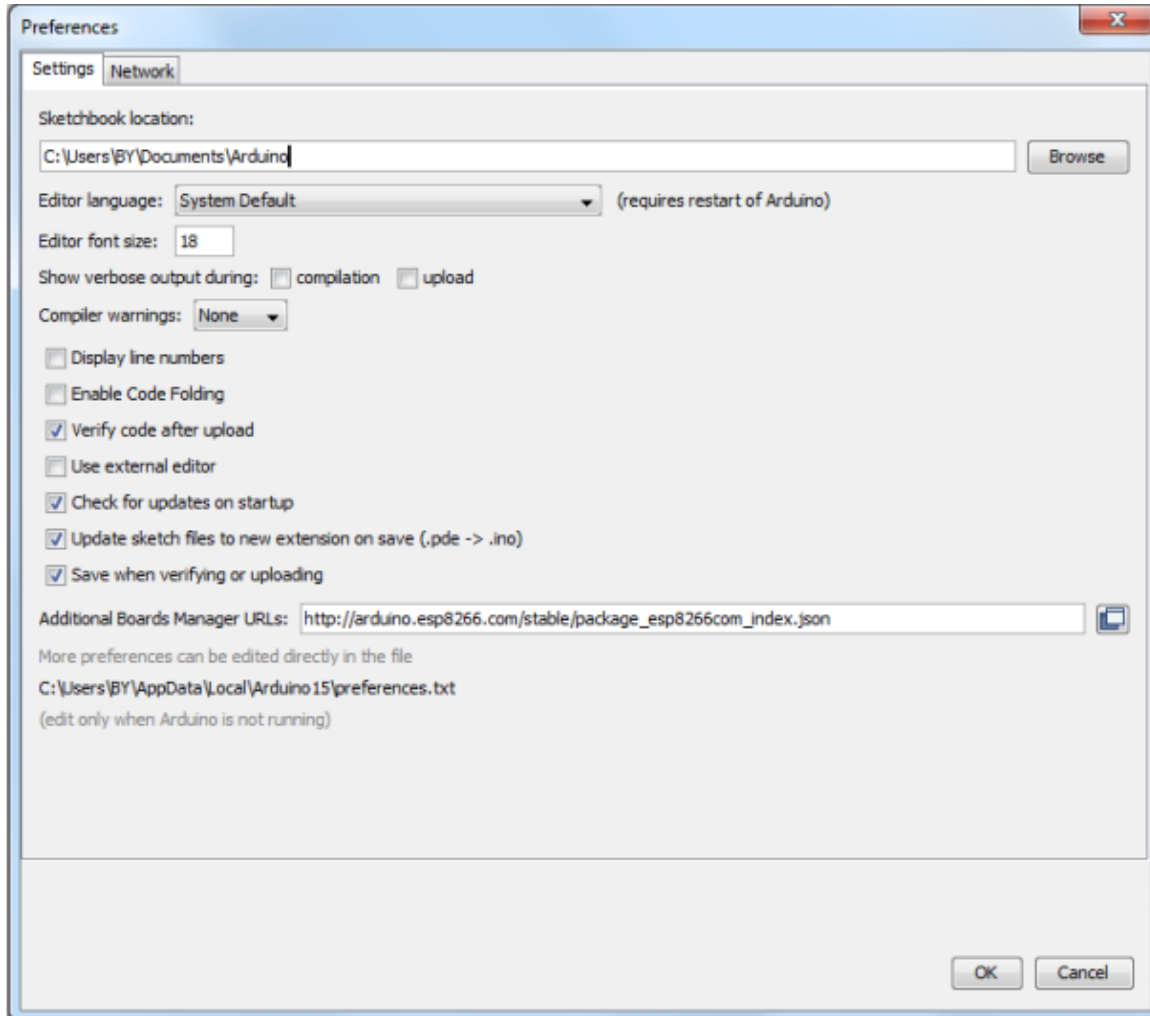 Preferences
Settings Network
Sketchbook location:
C:\Users\BY\Documents\Arduino Browse
Editor language: System Default (requires restart of Arduino)
Editor font size: 18
Show verbose output during: compilation upload
Compiler warnings: None
Display line numbers
Enable Code Folding
Verify code after upload
Use external editor
Check for updates on startup
Update sketch files to new extension on save (.pde -> .ino)
Save when verifying or uploading
Additional Boards Manager URLs: http://arduino.esp8266.com/stable/package_esp8266com_index.json
More preferences can be edited directly in the file
C:\Users\BY\AppData\Local\Arduino15\preferences.txt
(edit only when Arduino is not running)
OK Cancel